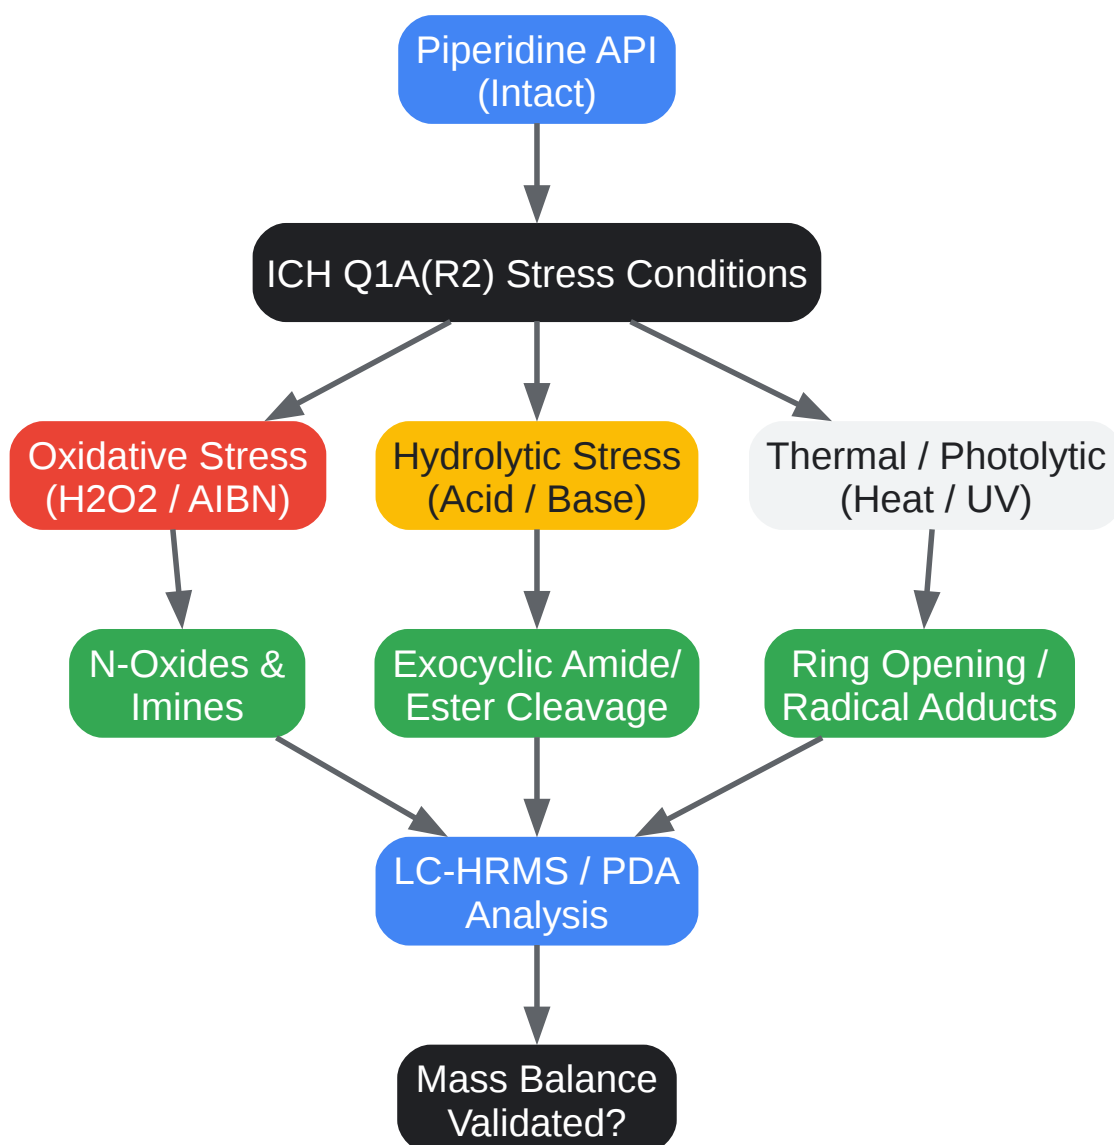 Piperidine API
(Intact)
ICH Q1A(R2) Stress Conditions
Oxidative Stress
(H2O2 / AIBN)
Hydrolytic Stress
(Acid / Base)
Thermal / Photolytic
(Heat / UV)
N-Oxides &
Imines
Exocyclic Amide/
Ester Cleavage
Ring Opening /
Radical Adducts
LC-HRMS / PDA
Analysis
Mass Balance
Validated?